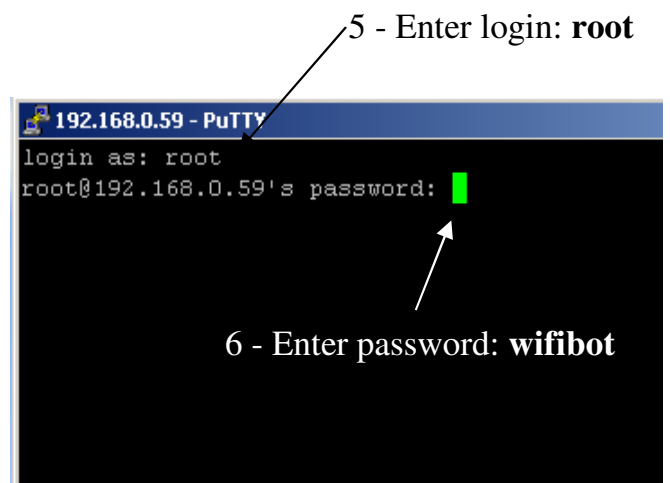 5 - Enter login: root
192.168.0.59 - PuTTY
login as: root
root@192.168.0.59's password:
6 - Enter password: wifibot